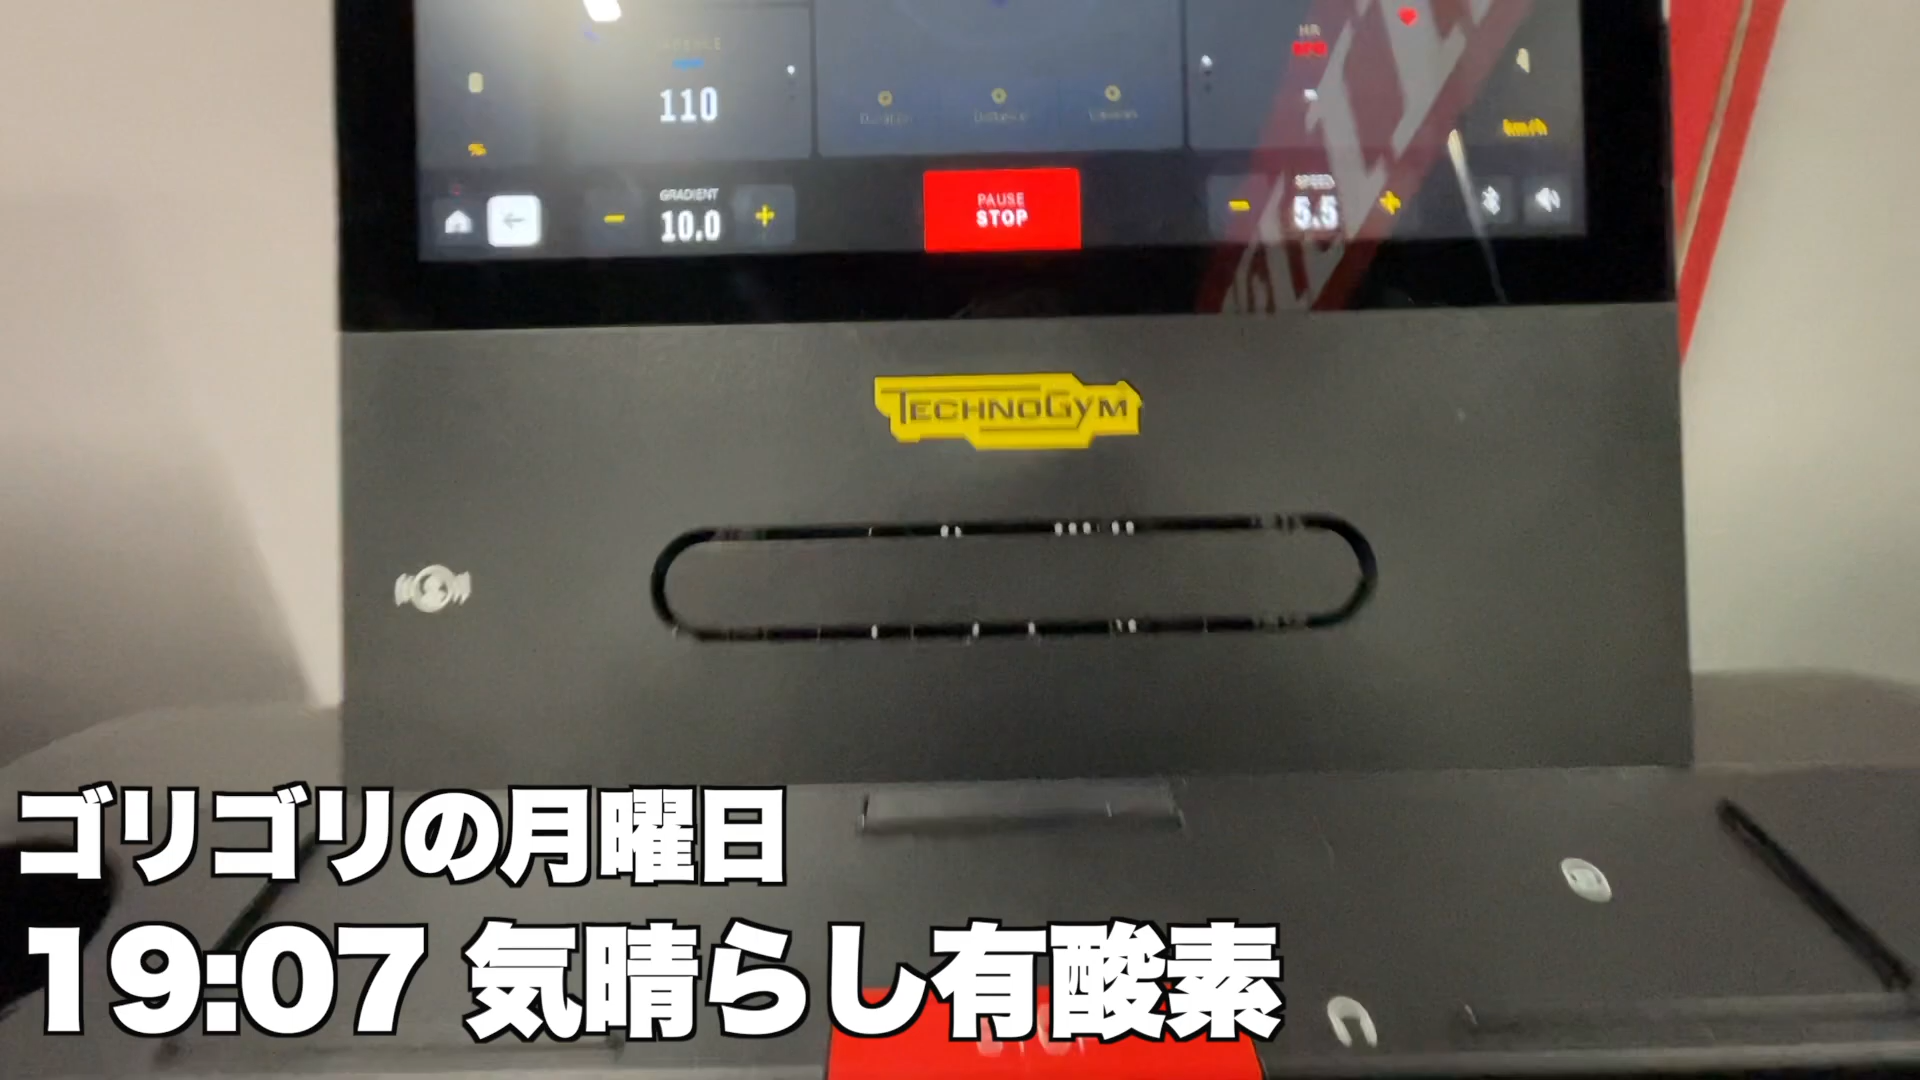 HR
110
%
km/h
GRADIENT
10.0
PAUSE
STOP
SPEED
5.5
TECHNOGYM
ゴリゴリの月曜日
19:07 気晴らし有酸素